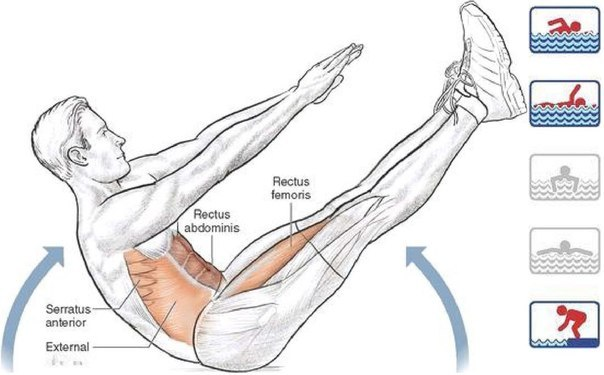 Rectus
femoris
Rectus
abdominis
Serratus
anterior
External